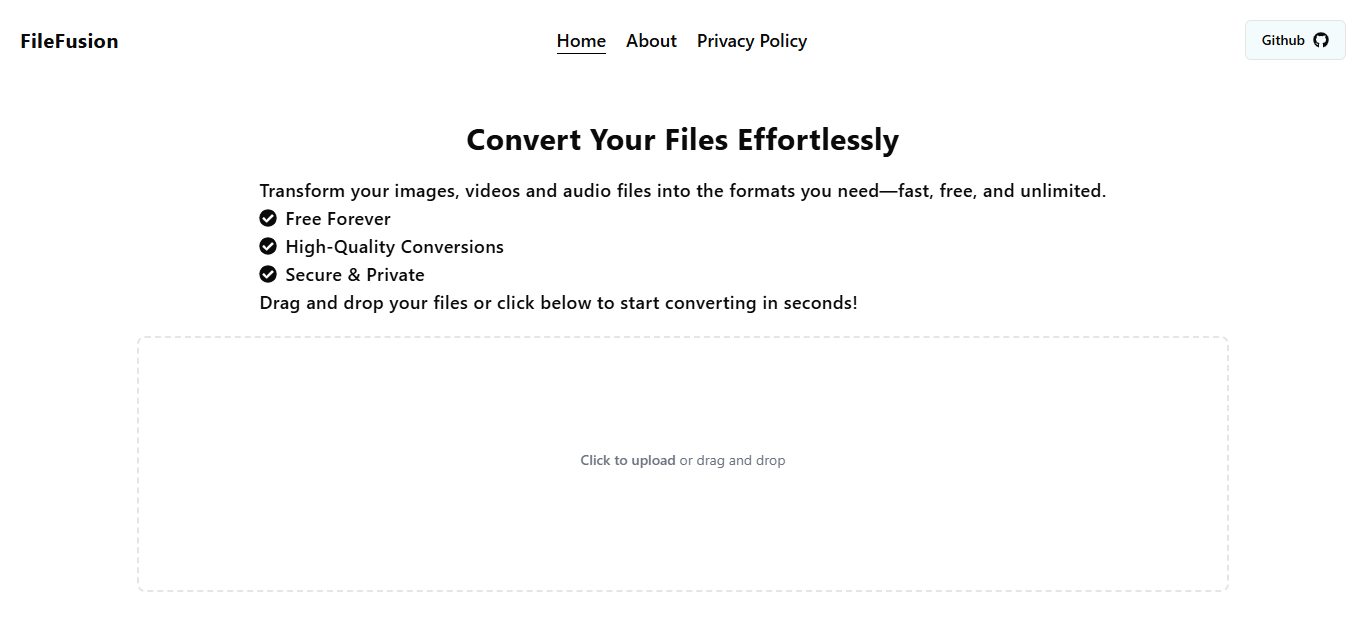 FileFusion
Home About Privacy Policy
Github
Convert Your Files Effortlessly
Transform your images, videos and audio files into the formats you need—fast, free, and unlimited.
Free Forever
High-Quality Conversions
Secure & Private
Drag and drop your files or click below to start converting in seconds!
Click to upload or drag and drop